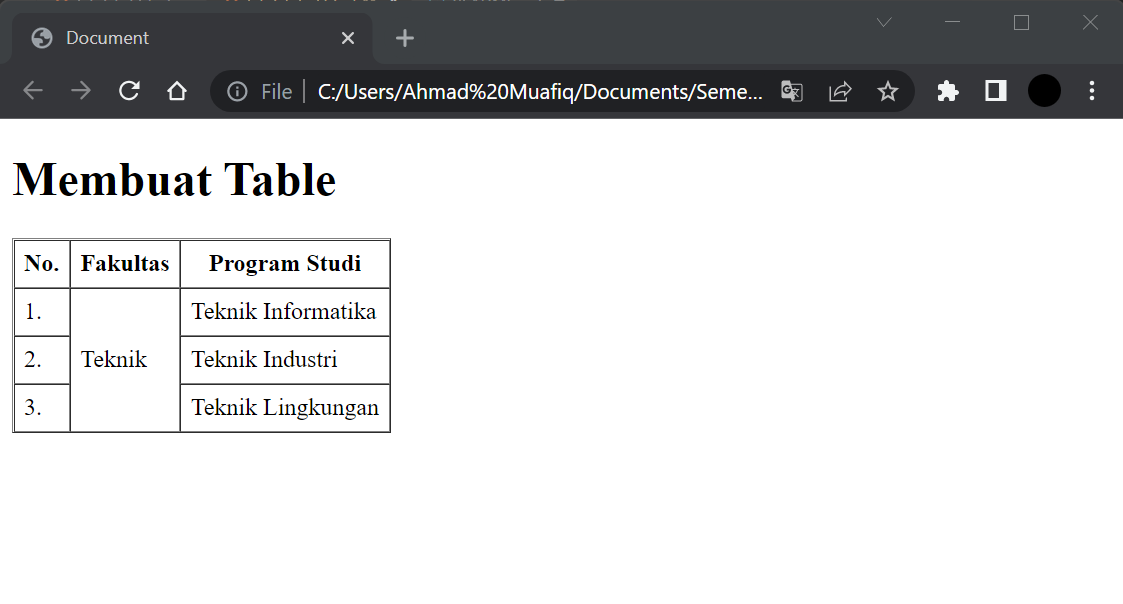 Document
File
C:/Users/Ahmad%20Muafiq/Documents/Seme...
Membuat Table
No. Fakultas Program Studi
1. Teknik Informatika
2. Teknik Teknik Industri
3. Teknik Lingkungan